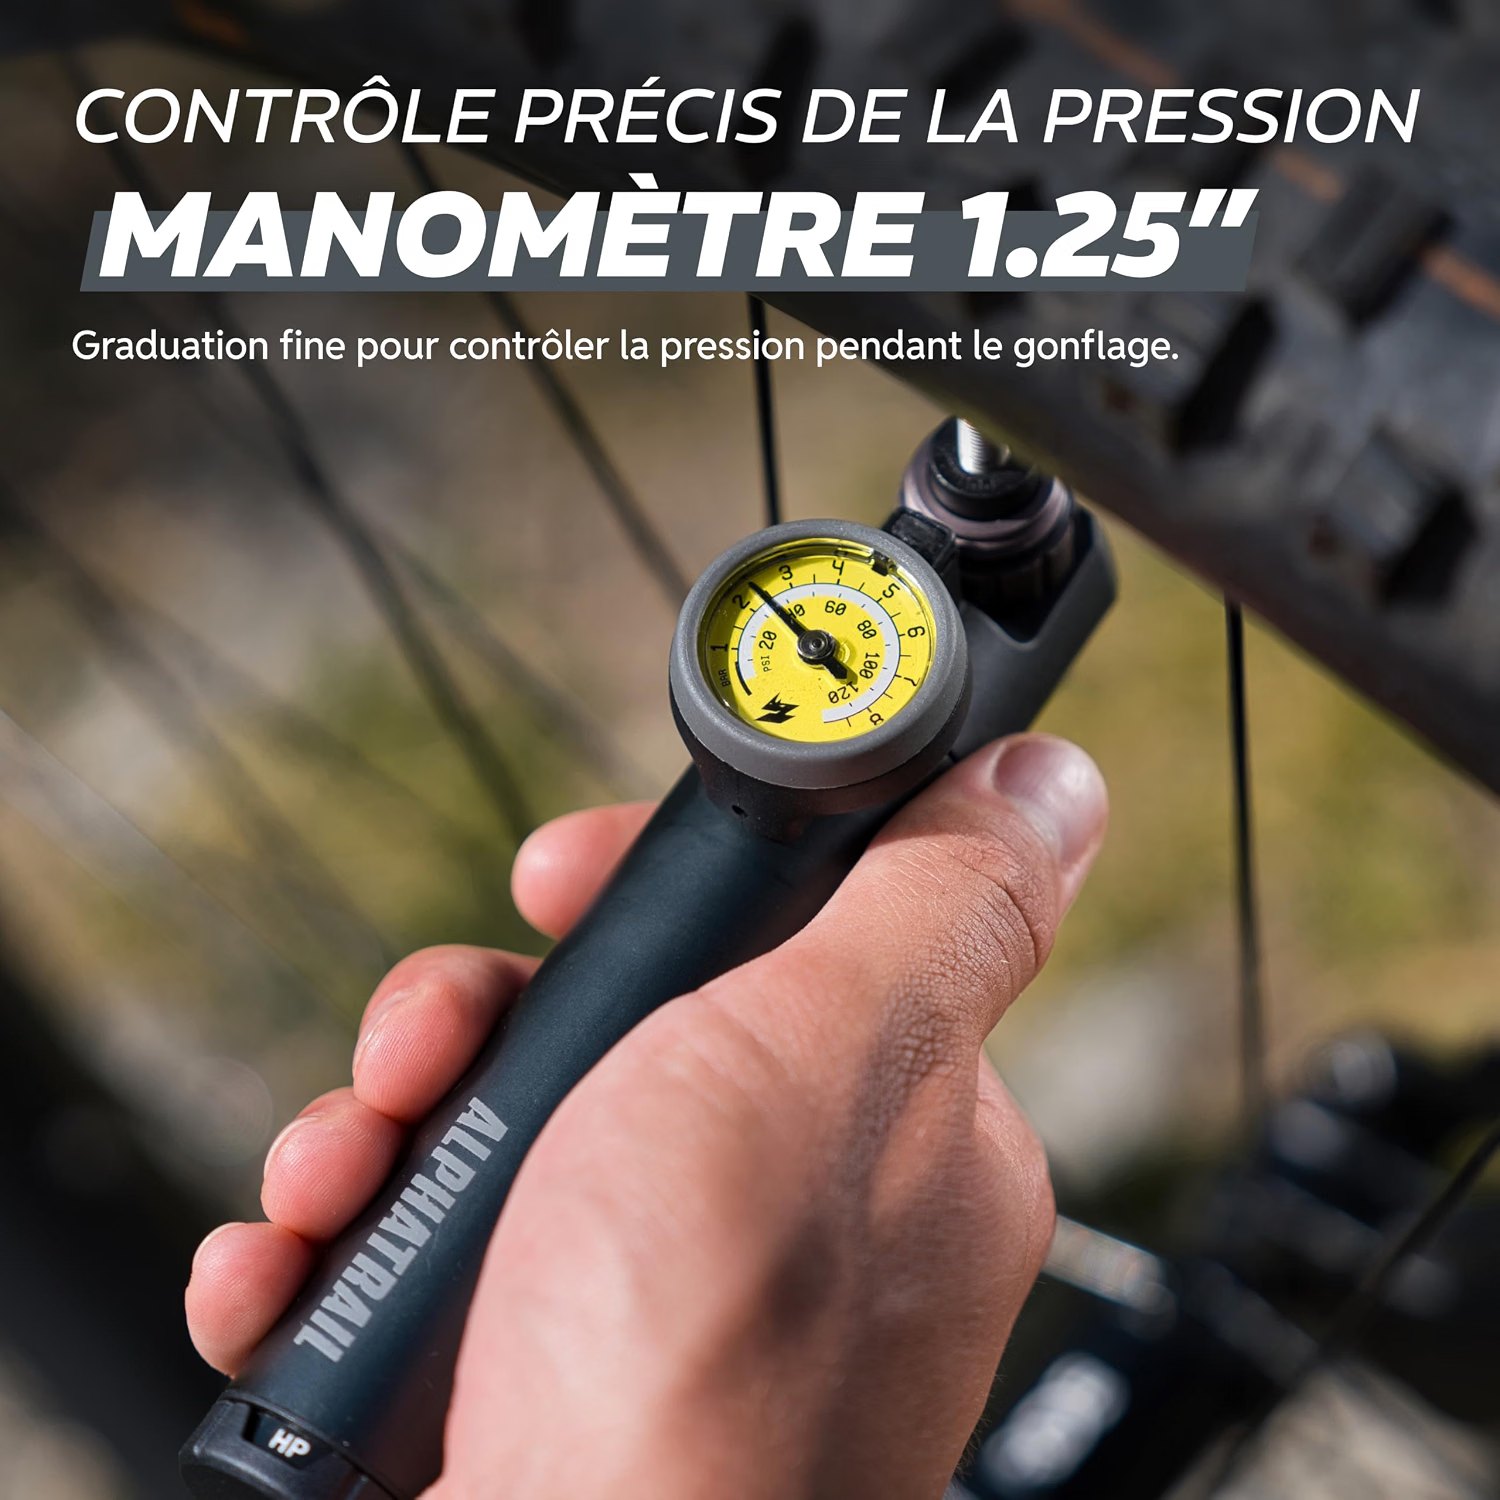 CONTRÔLE PRÉCIS DE LA PRESSION
MANOMÈTRE 1.25"
Graduation fine pour contrôler la pression pendant le gonflage.
1 2 3 4 5 6 7 8
BAR
20 40 60 80 100 120
PSI
ALPHATRAIL
HP